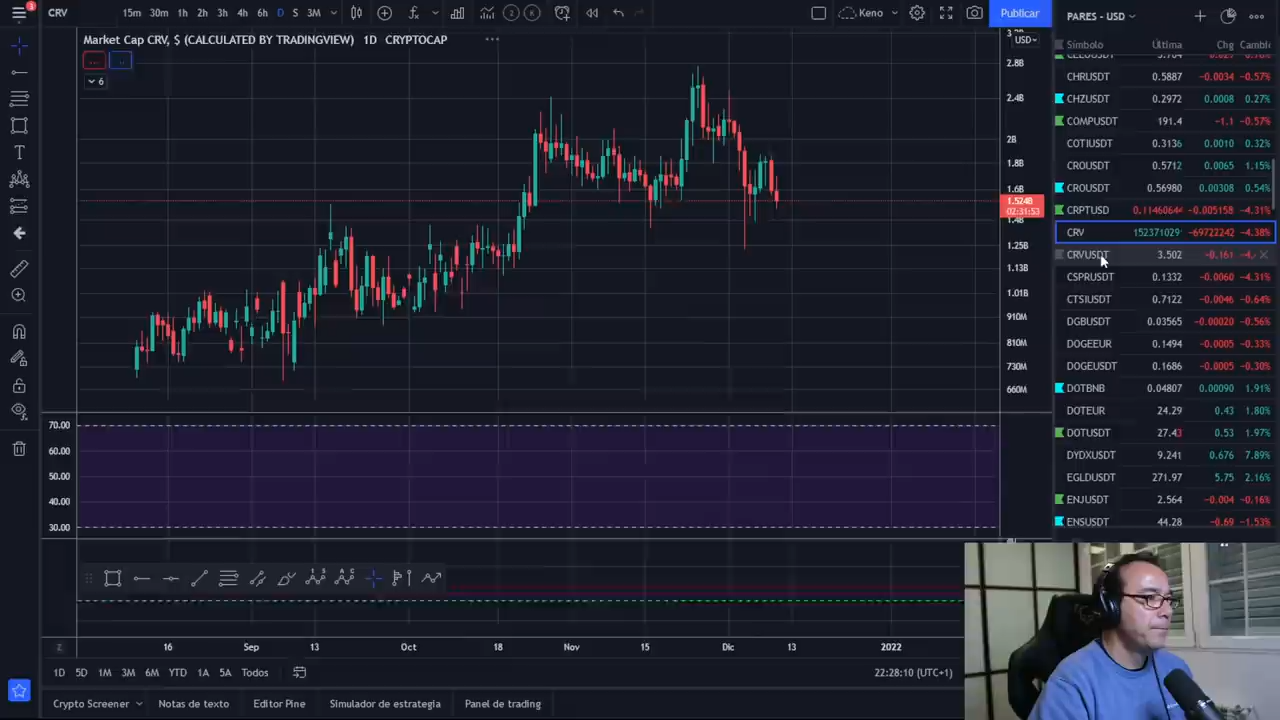 3
CRV
15m 30m 1h 2h 3h 4h 6h D S 3M
2 K
Keno
Publicar
PARES - USD
Market Cap CRV, $ (CALCULATED BY TRADINGVIEW) 1D CRYPTOCAP
6
USD
2.8B
2.4B
2B
1.8B
1.6B
1.524B
02:31:53
1.4B
1.25B
1.13B
1.01B
910M
810M
730M
660M
70.00
60.00
50.00
40.00
30.00
Símbolo Última Chg Cambio
CHRUSDT 0.5887 −0.0034 −0.57%
CHZUSDT 0.2972 0.0008 0.27%
COMPUSDT 191.4 −1.1 −0.57%
COTIUSDT 0.3136 0.0010 0.32%
CROUSDT 0.5712 0.0065 1.15%
CROUSDT 0.56980 0.00308 0.54%
CRPTUSD 0.1146064 −0.005158 −4.31%
CRV 152371029 −69722242 −4.38%
CRVUSDT 3.502 −0.161
CSPRUSDT 0.1332 −0.0060 −4.31%
CTSIUSDT 0.7122 −0.0046 −0.64%
DGBUSDT 0.03565 −0.00020 −0.56%
DOGEEUR 0.1494 −0.0005 −0.33%
DOGEUSDT 0.1686 −0.0005 −0.30%
DOTBNB 0.04807 0.00090 1.91%
DOTEUR 24.29 0.43 1.80%
DOTUSDT 27.43 0.53 1.97%
DYDXUSDT 9.241 0.676 7.89%
EGLDUSDT 271.97 5.75 2.16%
ENJUSDT 2.564 −0.004 −0.16%
ENSUSDT 44.28 −0.69 −1.53%
16 Sep 13 Oct 18 Nov 15 Dic 13 2022
1D 5D 1M 3M 6M YTD 1A 5A Todos
22:28:10 (UTC+1)
Crypto Screener Notas de texto Editor Pine Simulador de estrategia Panel de trading